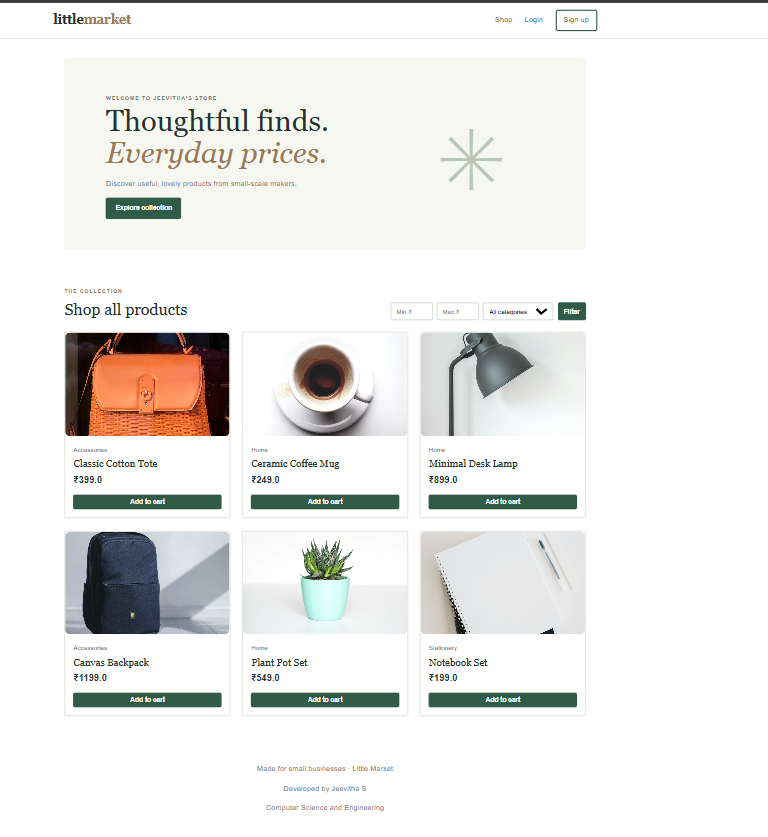 littlemarket
Shop Login Sign up
WELCOME TO JEEVITHA'S STORE
Thoughtful finds.
Everyday prices.
Discover useful, lovely products from small-scale makers.
Explore collection
THE COLLECTION
Shop all products
Min ₹ Max ₹ All categories Filter
Accessories Home Home
Classic Cotton Tote Ceramic Coffee Mug Minimal Desk Lamp
₹399.0 ₹249.0 ₹899.0
Add to cart Add to cart Add to cart
Accessories Home Stationery
Canvas Backpack Plant Pot Set Notebook Set
₹1199.0 ₹549.0 ₹199.0
Add to cart Add to cart Add to cart
Made for small businesses · Little Market
Developed by Jeevitha S
Computer Science and Engineering